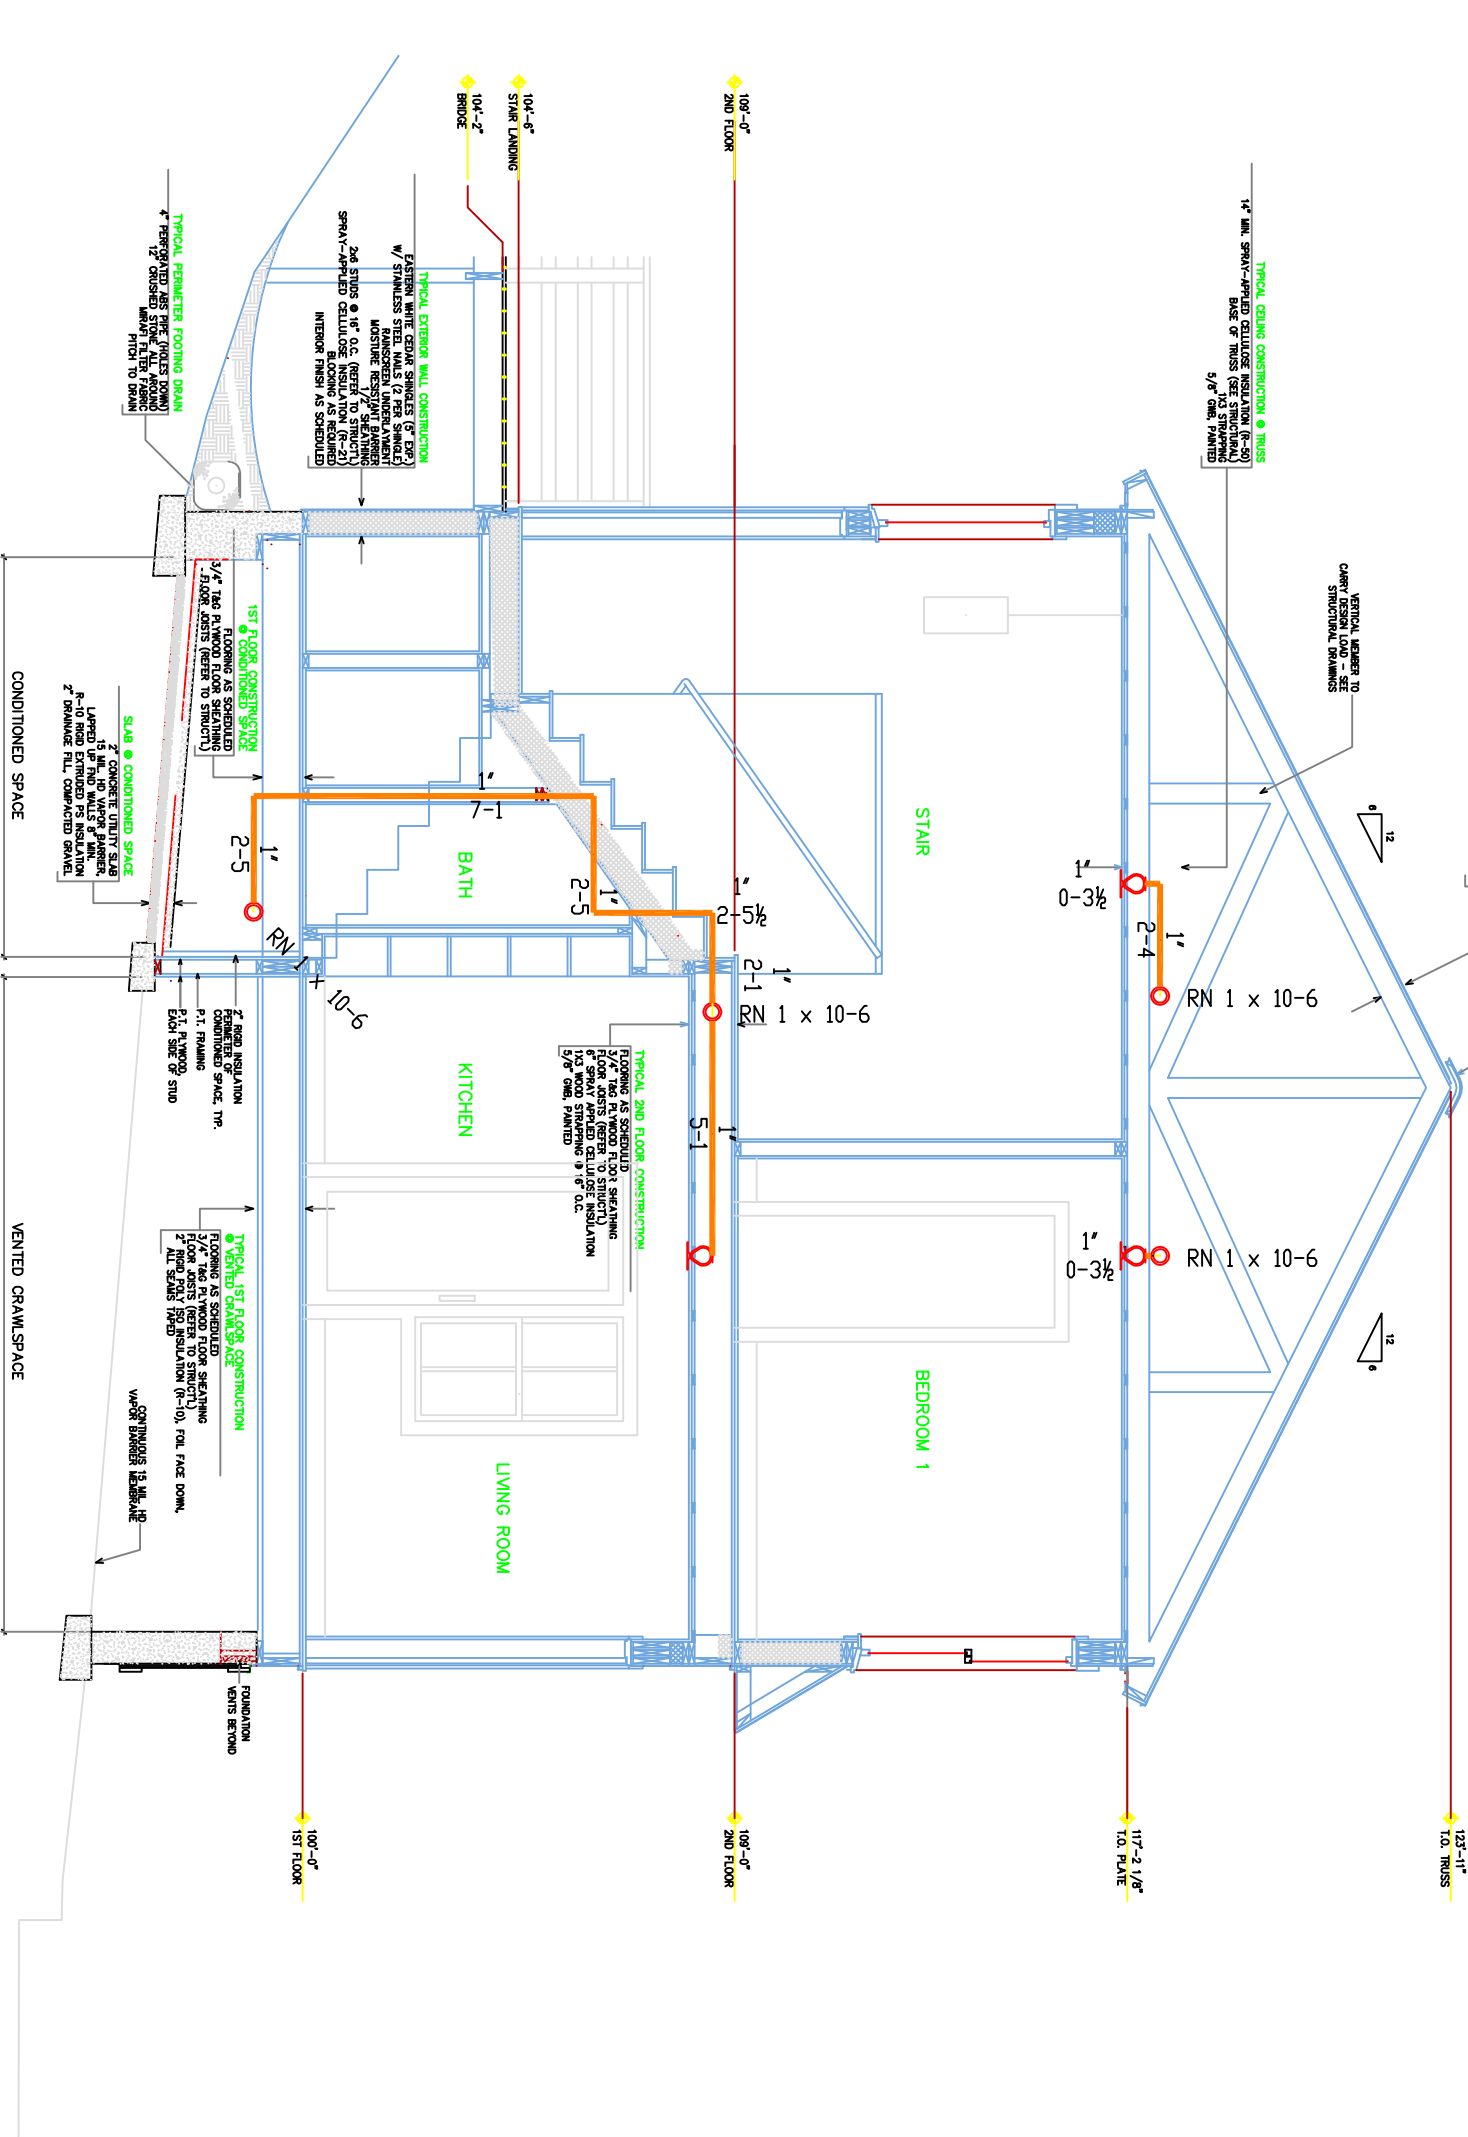 109'-0"
2ND FLOOR
104'-6"
STAIR LANDING
104'-2"
BRIDGE
TYPICAL CEILING CONSTRUCTION @ TRUSS
14" MIN. SPRAY-APPLIED CELLULOSE INSULATION (R-50)
BASE OF TRUSS (SEE STRUCTURAL)
1X3 STRAPPING
5/8" GWB, PAINTED
TYPICAL EXTERIOR WALL CONSTRUCTION
EASTERN WHITE CEDAR SHINGLES (5" EXP.)
W/ STAINLESS STEEL NAILS (2 PER SHINGLE)
RAINSCREEN UNDERLAYMENT
MOISTURE RESISTANT BARRIER
1/2" SHEATHING
2x6 STUDS @ 16" O.C. (REFER TO STRUCT'L)
SPRAY-APPLIED CELLULOSE INSULATION (R-21)
BLOCKING AS REQUIRED
INTERIOR FINISH AS SCHEDULED
TYPICAL PERIMETER FOOTING DRAIN
4" PERFORATED ABS PIPE (HOLES DOWN)
12" CRUSHED STONE ALL AROUND
MIRAFI FILTER FABRIC
PITCH TO DRAIN
VERTICAL MEMBER TO
CARRY DESIGN LOAD - SEE
STRUCTURAL DRAWINGS
12
6
1ST FLOOR CONSTRUCTION
@ CONDITIONED SPACE
FLOORING AS SCHEDULED
3/4" T&G PLYWOOD FLOOR SHEATHING
FLOOR JOISTS (REFER TO STRUCT'L)
SLAB @ CONDITIONED SPACE
2" CONCRETE UTILITY SLAB
15 MIL. HD VAPOR BARRIER,
LAPPED UP FND WALLS 8" MIN.
R-10 RIGID EXTRUDED PS INSULATION
2" DRAINAGE FILL, COMPACTED GRAVEL
CONDITIONED SPACE
STAIR
BATH
1"
7-1
1"
2-5
1"
2-5
1"
2-5½
1"
2-1
RN 1 x 10-6
RN 1 x 10-6
1"
0-3½
1"
2-4
RN 1 x 10-6
KITCHEN
2" RIGID INSULATION
PERIMETER OF
CONDITIONED SPACE, TYP.
P.T. FRAMING
P.T. PLYWOOD,
EACH SIDE OF STUD
TYPICAL 2ND FLOOR CONSTRUCTION
FLOORING AS SCHEDULED
3/4" T&G PLYWOOD FLOOR SHEATHING
FLOOR JOISTS (REFER TO STRUCT'L)
6" SPRAY APPLIED CELLULOSE INSULATION
1X3 WOOD STRAPPING @ 16" O.C.
5/8" GWB, PAINTED
1"
5-1
1"
0-3½
RN 1 x 10-6
12
6
TYPICAL 1ST FLOOR CONSTRUCTION
@ VENTED CRAWLSPACE
FLOORING AS SCHEDULED
3/4" T&G PLYWOOD FLOOR SHEATHING
FLOOR JOISTS (REFER TO STRUCT'L)
2" RIGID POLY ISO INSULATION (R-10), FOIL FACE DOWN,
ALL SEAMS TAPED
VENTED CRAWLSPACE
BEDROOM 1
LIVING ROOM
CONTINUOUS 15 MIL. HD
VAPOR BARRIER MEMBRANE
FOUNDATION
VENTS BEYOND
100'-0"
1ST FLOOR
109'-0"
2ND FLOOR
117'-2 1/8"
T.O. PLATE
123'-11"
T.O. TRUSS